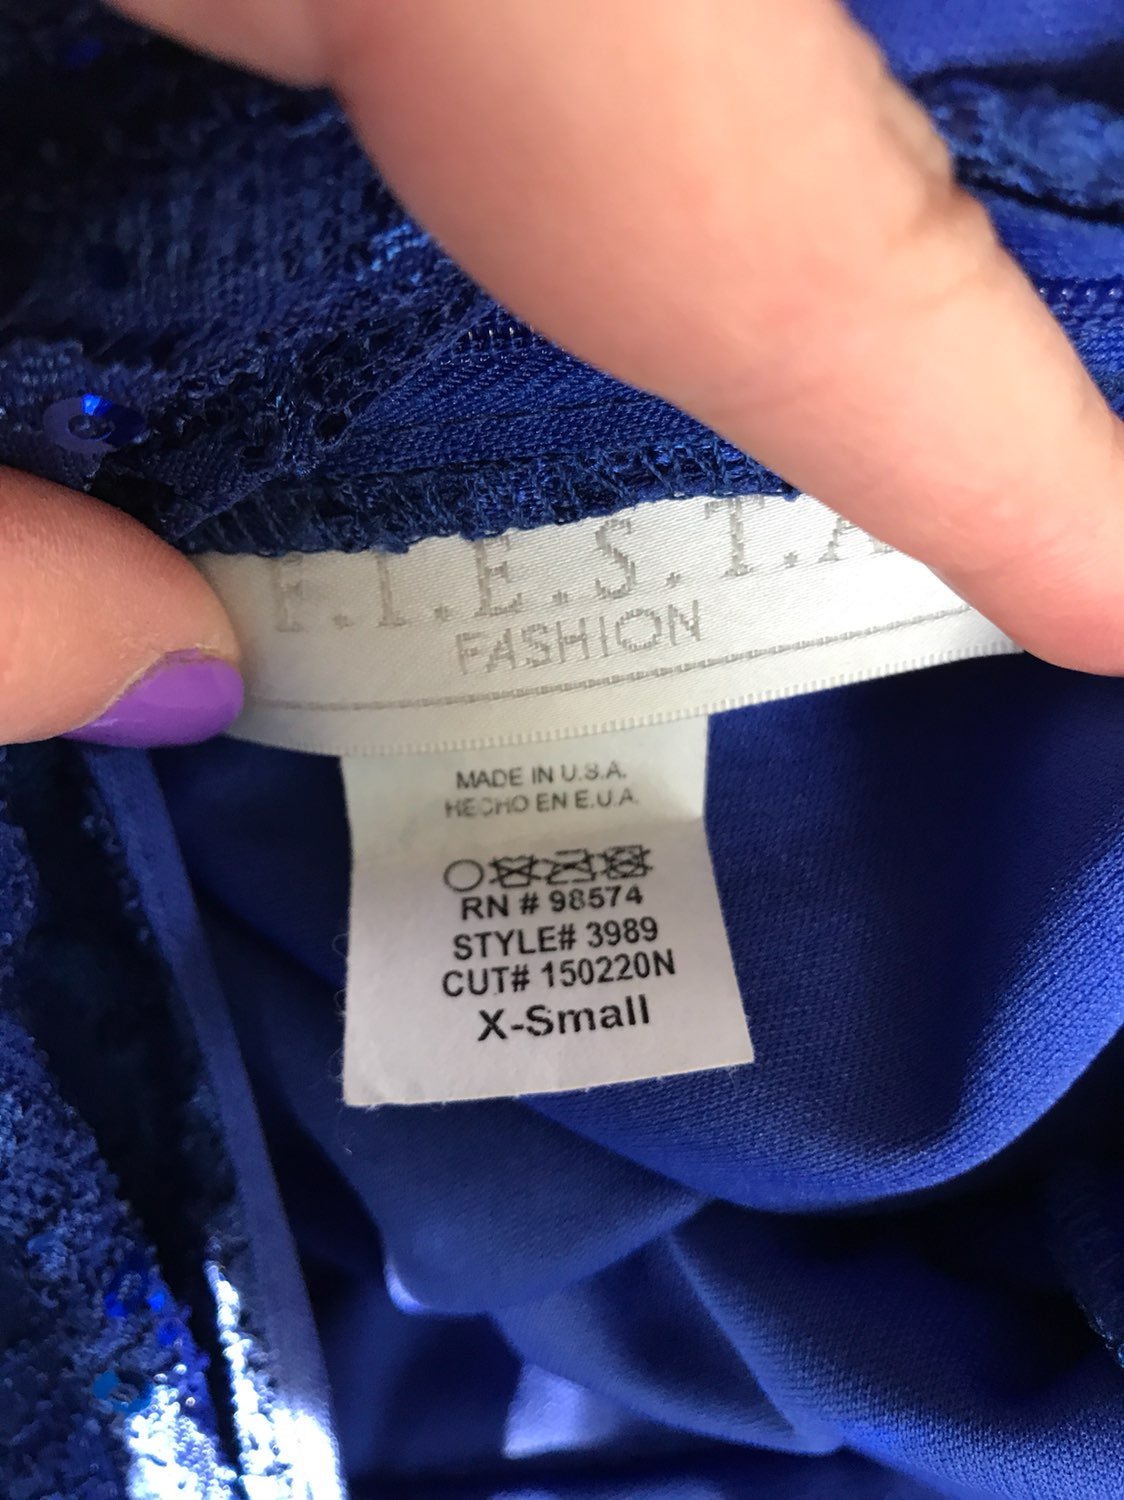 F.I.E.S.T.A
FASHION
MADE IN U.S.A.
HECHO EN E.U.A.
RN # 98574
STYLE# 3989
CUT# 150220N
X-Small